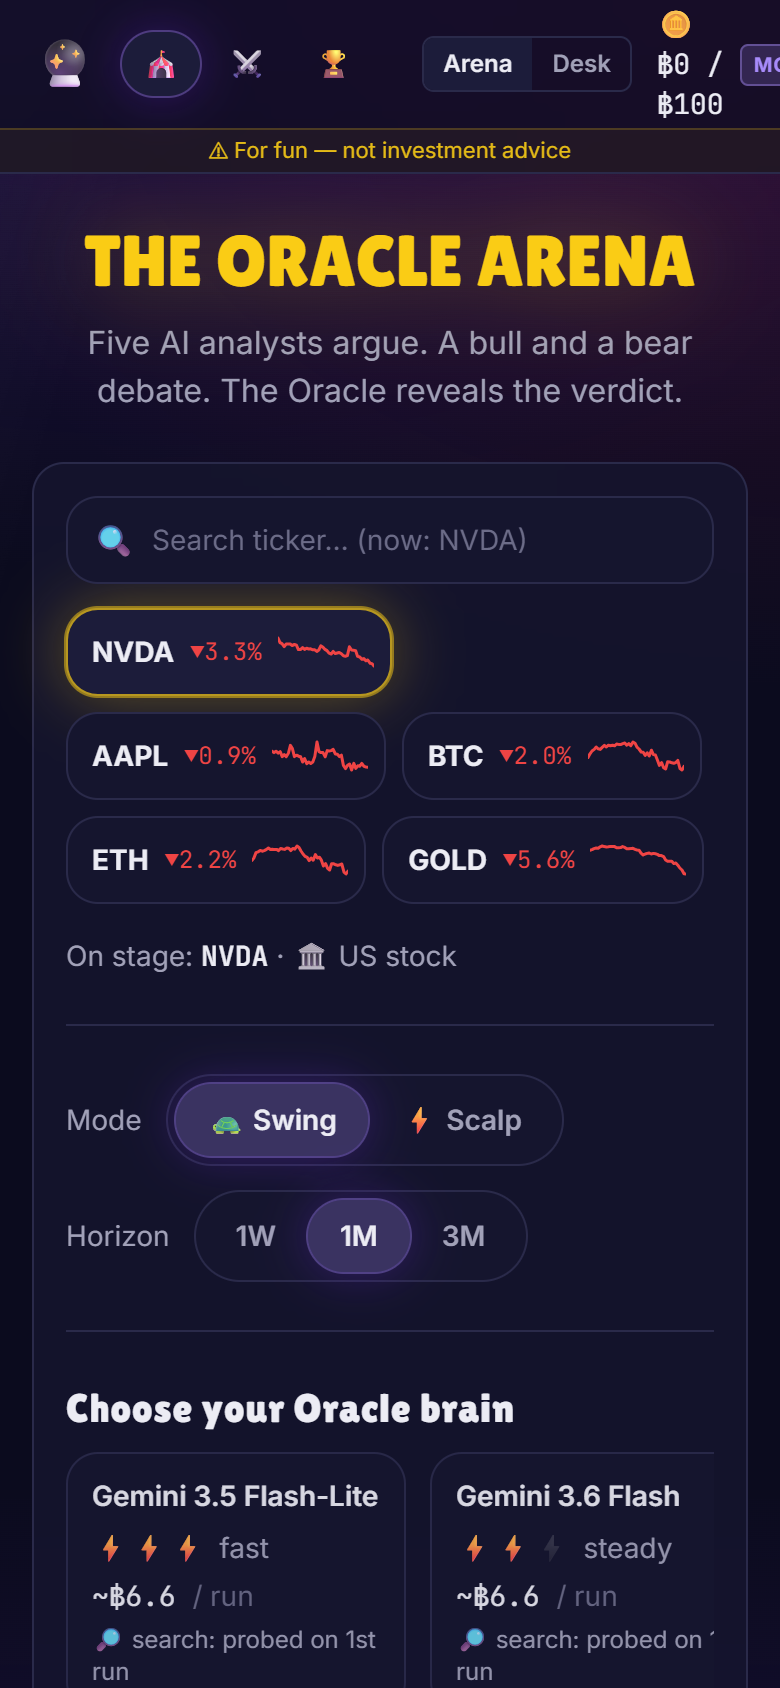 Arena Desk
฿0 /
฿100
⚠ For fun — not investment advice
THE ORACLE ARENA
Five AI analysts argue. A bull and a bear
debate. The Oracle reveals the verdict.
Search ticker... (now: NVDA)
NVDA ▼3.3%
AAPL ▼0.9% BTC ▼2.0%
ETH ▼2.2% GOLD ▼5.6%
On stage: NVDA · US stock
Mode Swing Scalp
Horizon 1W 1M 3M
Choose your Oracle brain
Gemini 3.5 Flash-Lite
fast
~฿6.6 / run
search: probed on 1st
run
Gemini 3.6 Flash
steady
~฿6.6 / run
search: probed on
run